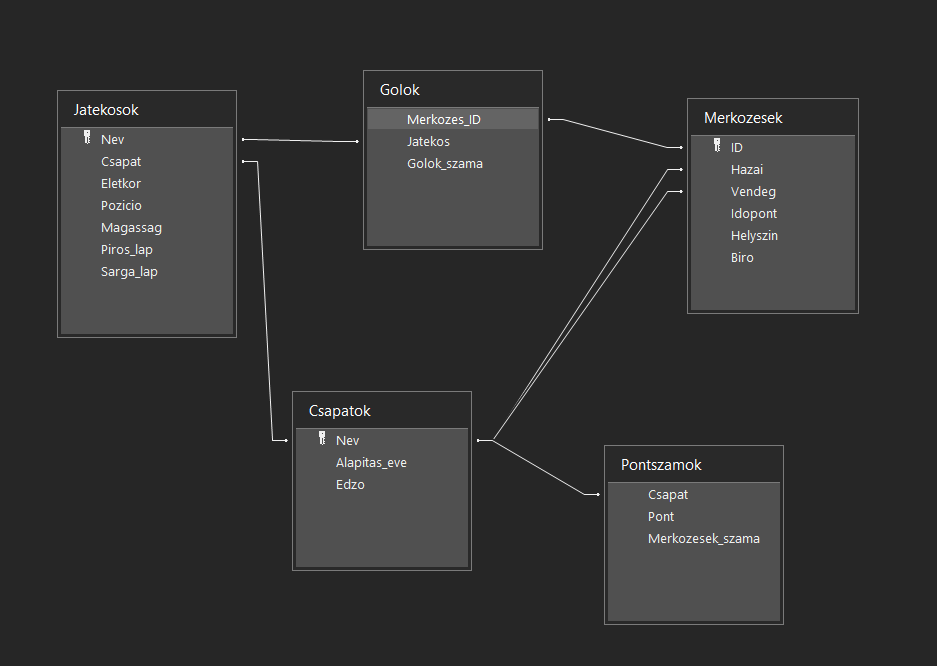 Jatekosok
Nev
Csapat
Eletkor
Pozicio
Magassag
Piros_lap
Sarga_lap
Golok
Merkozes_ID
Jatekos
Golok_szama
Merkozesek
ID
Hazai
Vendeg
Idopont
Helyszin
Biro
Csapatok
Nev
Alapitas_eve
Edzo
Pontszamok
Csapat
Pont
Merkozesek_szama